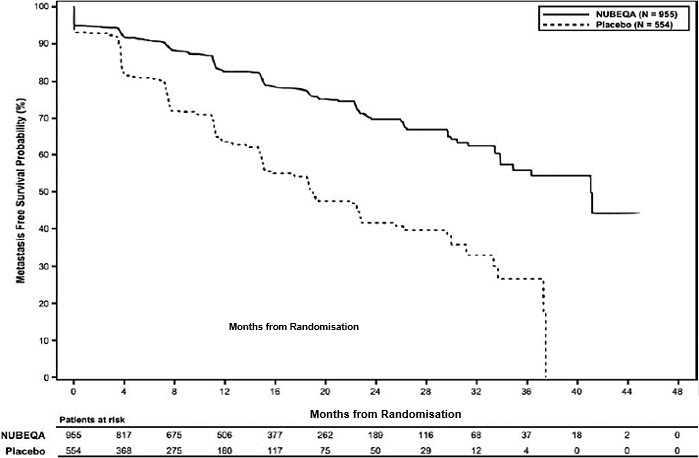 NUBEQA (N = 955)
Placebo (N = 554)
Metastasis Free Survival Probability (%)
100
90
80
70
60
50
40
30
20
10
0
Months from Randomisation
0 4 8 12 16 20 24 28 32 36 40 44 48
Patients at risk
Months from Randomisation
NUBEQA 955 817 675 506 377 262 189 116 68 37 18 2 0
Placebo 554 368 275 180 117 75 50 29 12 4 0 0 0